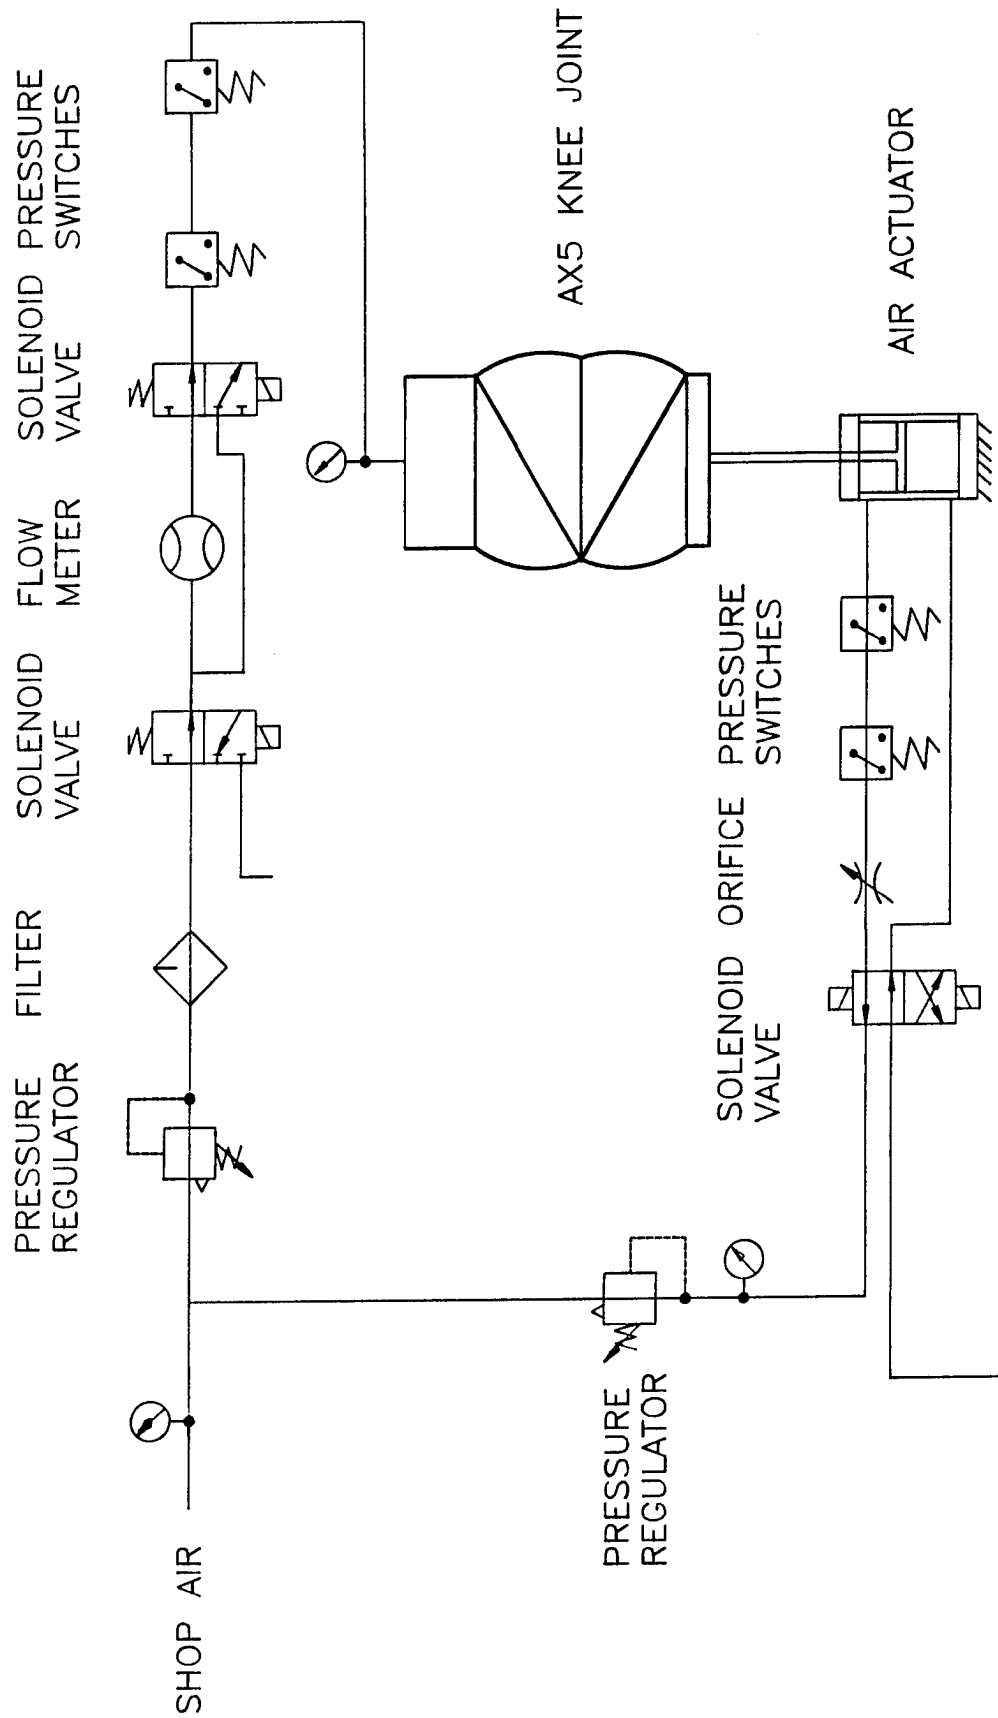 SHOP AIR
PRESSURE
REGULATOR
FILTER
SOLENOID
VALVE
FLOW
METER
SOLENOID
VALVE
PRESSURE
SWITCHES
AX5 KNEE JOINT
PRESSURE
REGULATOR
SOLENOID
VALVE
ORIFICE
PRESSURE
SWITCHES
AIR ACTUATOR